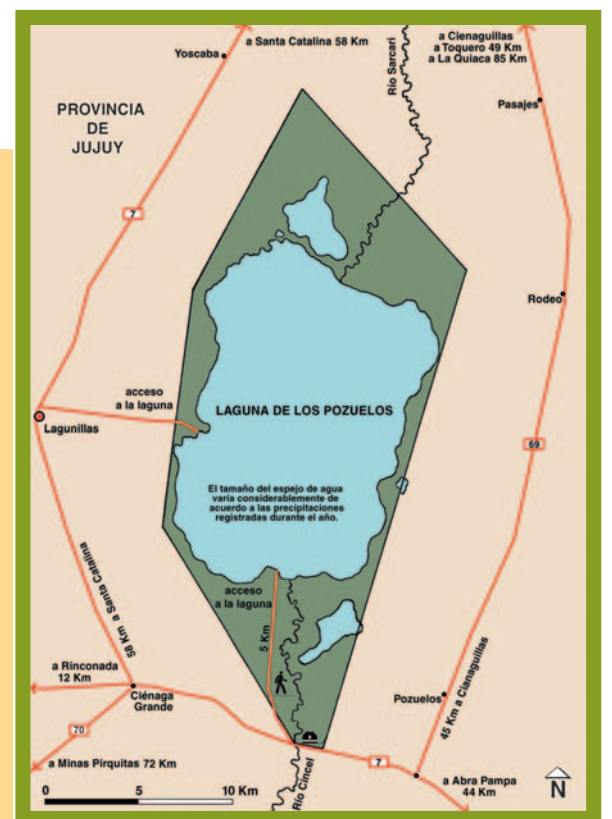 a Santa Catalina 58 Km
Yoscaba
a Cienaguillas
a Toquero 49 Km
a La Quiaca 85 Km
Río Sarcari
Pasajes
PROVINCIA
DE
JUJUY
7
Rodeo
acceso
a la laguna
LAGUNA DE LOS POZUELOS
Lagunillas
69
El tamaño del espejo de agua
varía considerablemente de
acuerdo a las precipitaciones
registradas durante el año.
58 Km a Santa Catalina
acceso
a la laguna
5 Km
a Rinconada
12 Km
Ciénaga
Grande
Pozuelos
45 Km a Cianaguillas
70
a Minas Pirquitas 72 Km
Río Cincel
7
a Abra Pampa
44 Km
N
0 5 10 Km